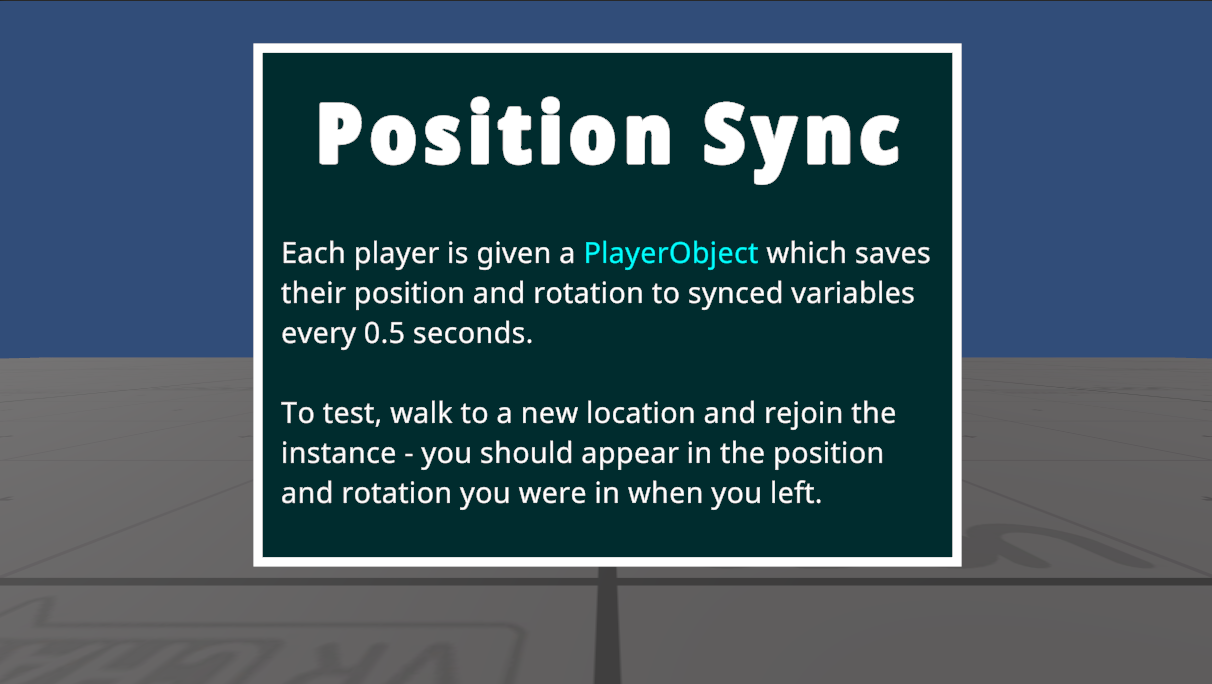 Position Sync
Each player is given a PlayerObject which saves
their position and rotation to synced variables
every 0.5 seconds.
To test, walk to a new location and rejoin the
instance - you should appear in the position
and rotation you were in when you left.